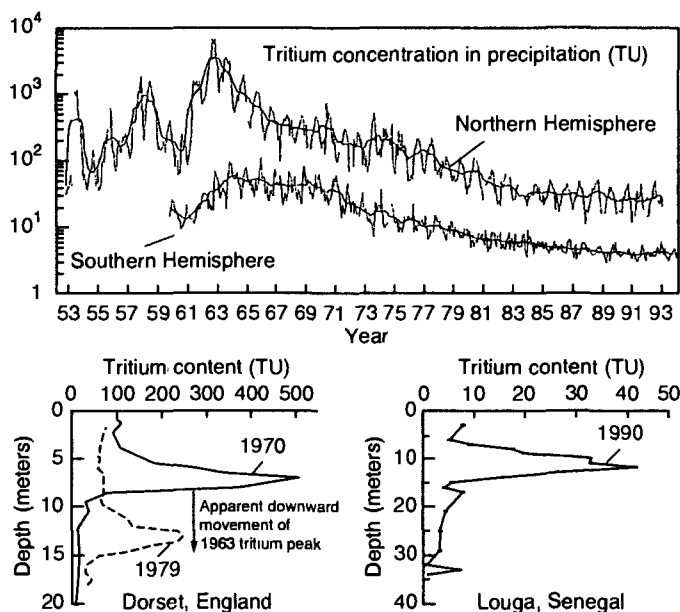 10⁴
Tritium concentration in precipitation (TU)
10³
Northern Hemisphere
10²
10¹
Southern Hemisphere
1
53 55 57 59 61 63 65 67 69 71 73 75 77 79 81 83 85 87 89 91 93
Year
Tritium content (TU)
0 100 200 300 400 500
0
1970
5
Depth (meters)
10
Apparent downward
movement of
1963 tritium peak
15
1979
20
Dorset, England
Tritium content (TU)
0 10 20 30 40 50
0
1990
10
Depth (meters)
20
30
40
Louga, Senegal